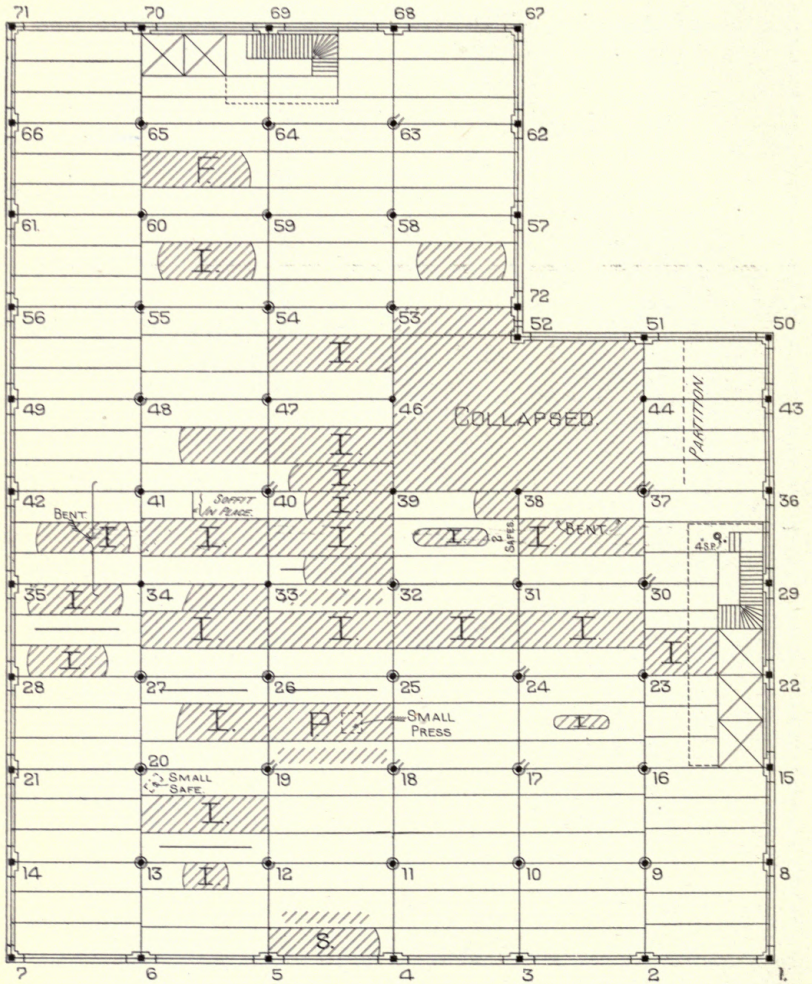 71 70 69 68 67
66 65 64 63 62
F.
61. 60 59 58 57
I.
72
56 55 54 53 52 51 50
I.
49 48 47 46 44 43
COLLAPSED.
PARTITION.
I.
I.
42 41 40 39 38 37 36
SOFFIT
IN PLACE.
I.
BENT.
I. I. I. I. 2 SAFES. I. BENT.
4" S.P.
35 34 33 32 31 30 29
I.
I. I. I. I.
I. I.
28 27 26 25 24 23 22
I. P SMALL
PRESS
I.
21 20 19 18 17 16 15
SMALL
SAFE.
I.
14 13 12 11 10 9 8
I.
S.
7 6 5 4 3 2 1.